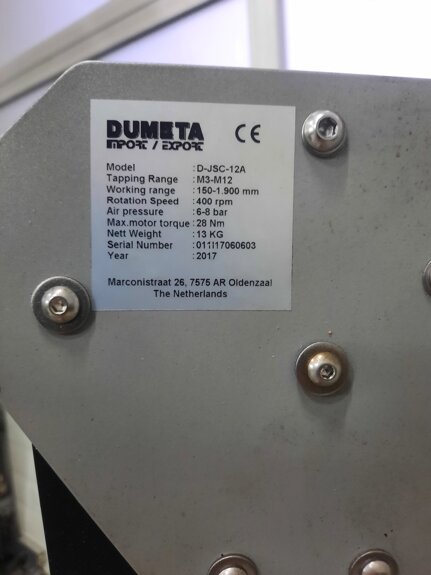 DUMETA
IMPORT / EXPORT
CE
Model : D-JSC-12A
Tapping Range : M3-M12
Working range : 150-1.900 mm
Rotation Speed : 400 rpm
Air pressure : 6-8 bar
Max.motor torque : 28 Nm
Nett Weight : 13 KG
Serial Number : 011I17060603
Year : 2017
Marconistraat 26, 7575 AR Oldenzaal
The Netherlands